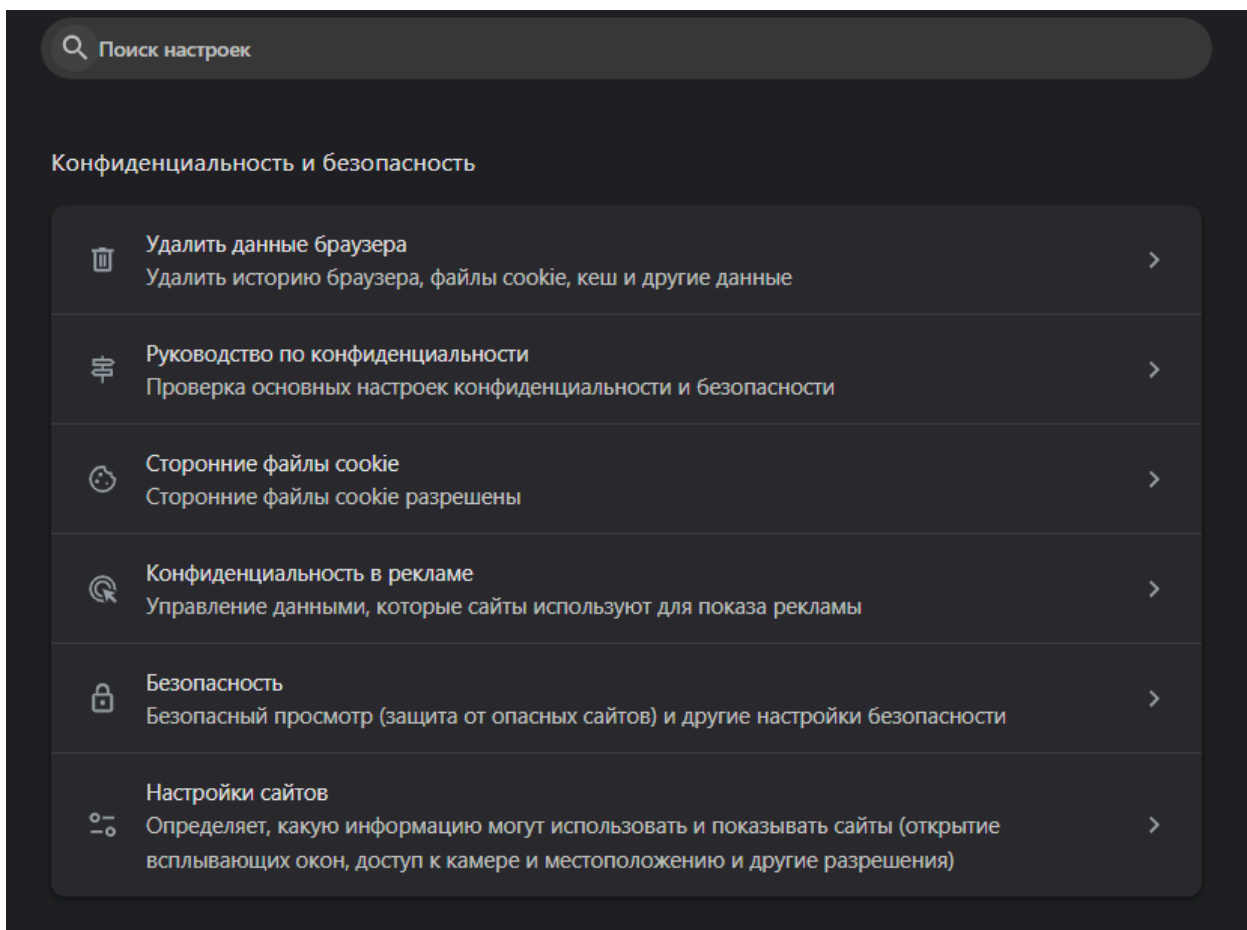 Поиск настроек
Конфиденциальность и безопасность
Удалить данные браузера
Удалить историю браузера, файлы cookie, кеш и другие данные
Руководство по конфиденциальности
Проверка основных настроек конфиденциальности и безопасности
Сторонние файлы cookie
Сторонние файлы cookie разрешены
Конфиденциальность в рекламе
Управление данными, которые сайты используют для показа рекламы
Безопасность
Безопасный просмотр (защита от опасных сайтов) и другие настройки безопасности
Настройки сайтов
Определяет, какую информацию могут использовать и показывать сайты (открытие
всплывающих окон, доступ к камере и местоположению и другие разрешения)